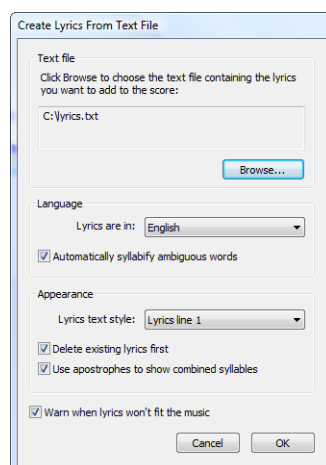 Create Lyrics From Text File
Text file
Click Browse to choose the text file containing the lyrics
you want to add to the score:
C:\lyrics.txt
Browse...
Language
Lyrics are in: English
Automatically syllabify ambiguous words
Appearance
Lyrics text style: Lyrics line 1
Delete existing lyrics first
Use apostrophes to show combined syllables
Warn when lyrics won't fit the music
Cancel OK